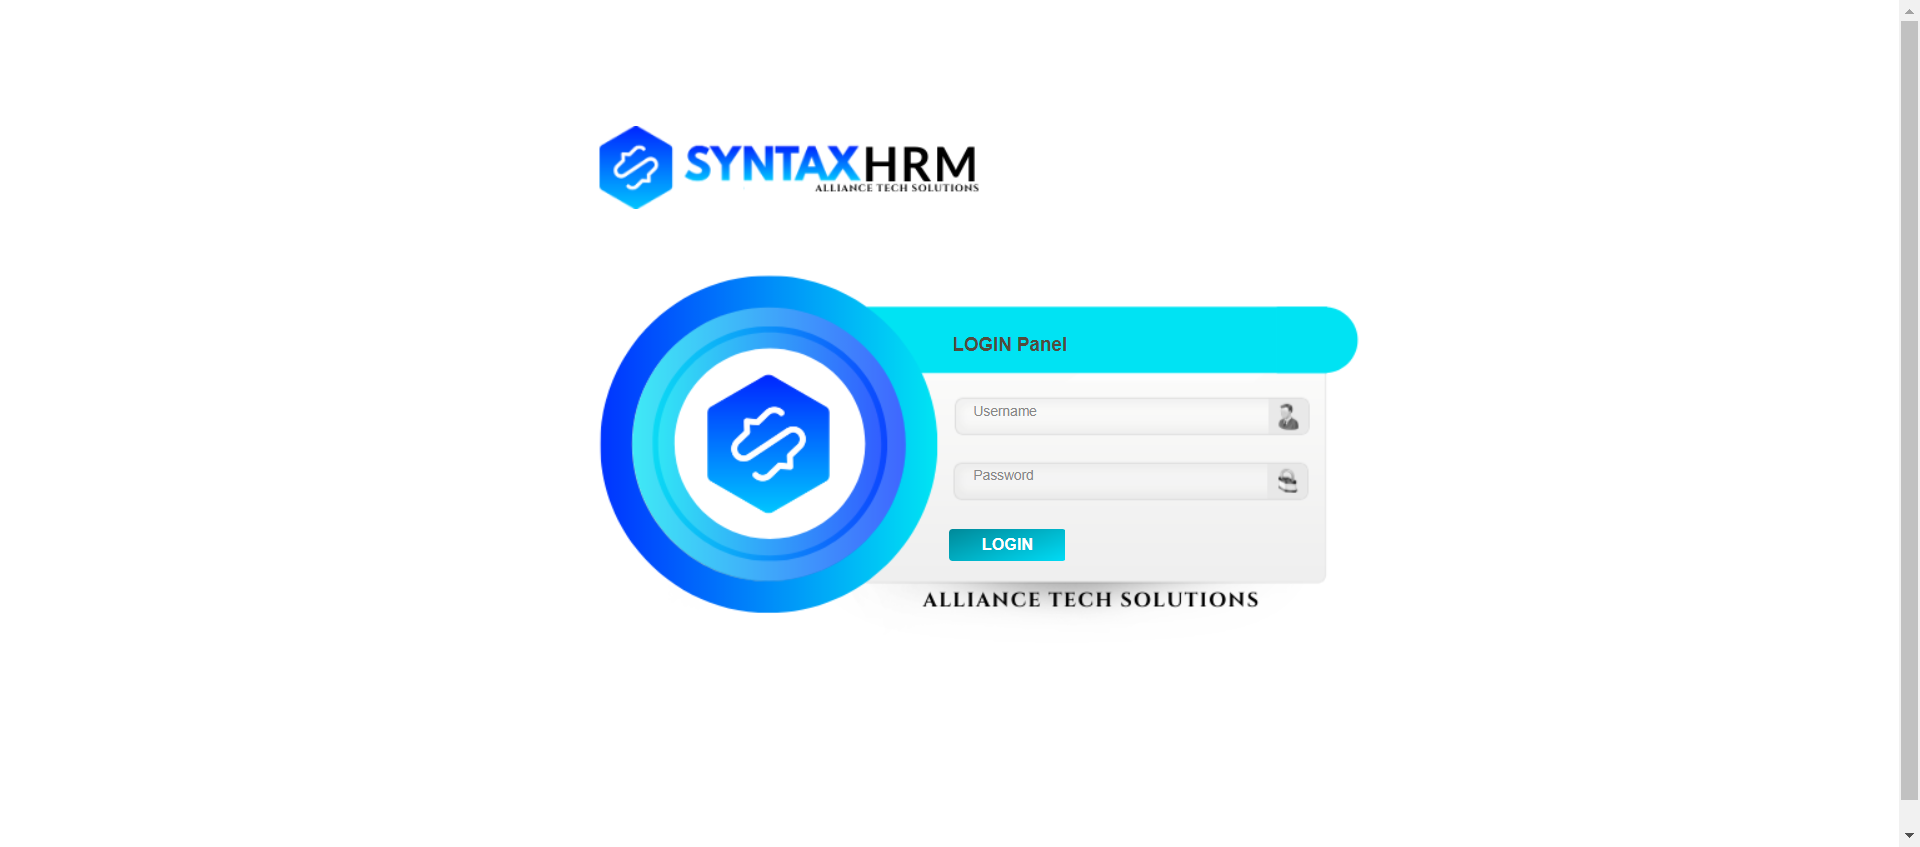 SYNTAXHRM
ALLIANCE TECH SOLUTIONS
LOGIN Panel
Username
Password
LOGIN
ALLIANCE TECH SOLUTIONS